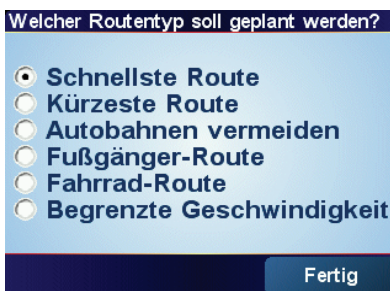 Welcher Routentyp soll geplant werden?
Schnellste Route
Kürzeste Route
Autobahnen vermeiden
Fußgänger-Route
Fahrrad-Route
Begrenzte Geschwindigkeit
Fertig